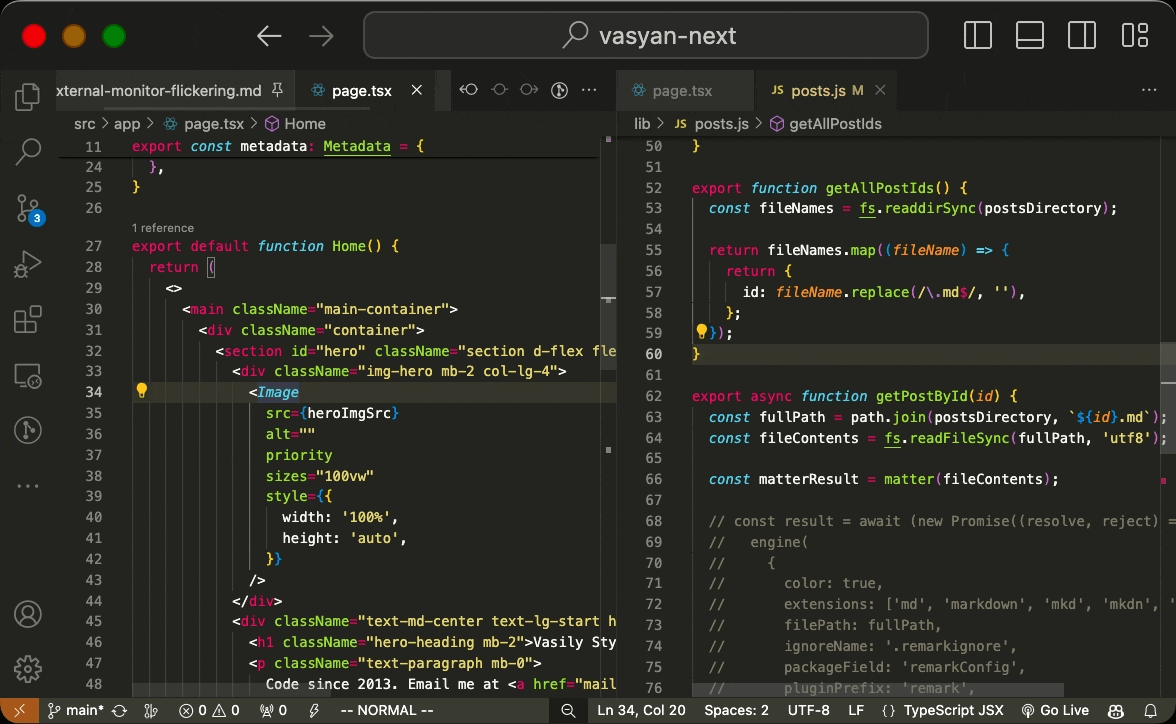 vasyan-next
xternal-monitor-flickering.md
page.tsx
page.tsx
JS posts.js M
src > app > page.tsx > Home
11 export const metadata: Metadata = {
24 },
25 }
26
1 reference
27 export default function Home() {
28 return (
29 <>
30 <main className="main-container">
31 <div className="container">
32 <section id="hero" className="section d-flex fle
33 <div className="img-hero mb-2 col-lg-4">
34 <Image
35 src={heroImgSrc}
36 alt=""
37 priority
38 sizes="100vw"
39 style={{
40 width: '100%',
41 height: 'auto',
42 }}
43 />
44 </div>
45 <div className="text-md-center text-lg-start h
46 <h1 className="hero-heading mb-2">Vasily Sty
47 <p className="text-paragraph mb-0">
48 Code since 2013. Email me at <a href="mail
lib > JS posts.js > getAllPostIds
50 }
51
52 export function getAllPostIds() {
53 const fileNames = fs.readdirSync(postsDirectory);
54
55 return fileNames.map((fileName) => {
56 return {
57 id: fileName.replace(/\.md$/, ''),
58 };
59 });
60 }
61
62 export async function getPostById(id) {
63 const fullPath = path.join(postsDirectory, `${id}.md`);
64 const fileContents = fs.readFileSync(fullPath, 'utf8');
65
66 const matterResult = matter(fileContents);
67
68 // const result = await (new Promise((resolve, reject) =
69 // engine(
70 // {
71 // color: true,
72 // extensions: ['md', 'markdown', 'mkd', 'mkdn', '
73 // filePath: fullPath,
74 // ignoreName: '.remarkignore',
75 // packageField: 'remarkConfig',
76 // pluginPrefix: 'remark',
3
main* 0 0 0 -- NORMAL -- Ln 34, Col 20 Spaces: 2 UTF-8 LF {} TypeScript JSX Go Live